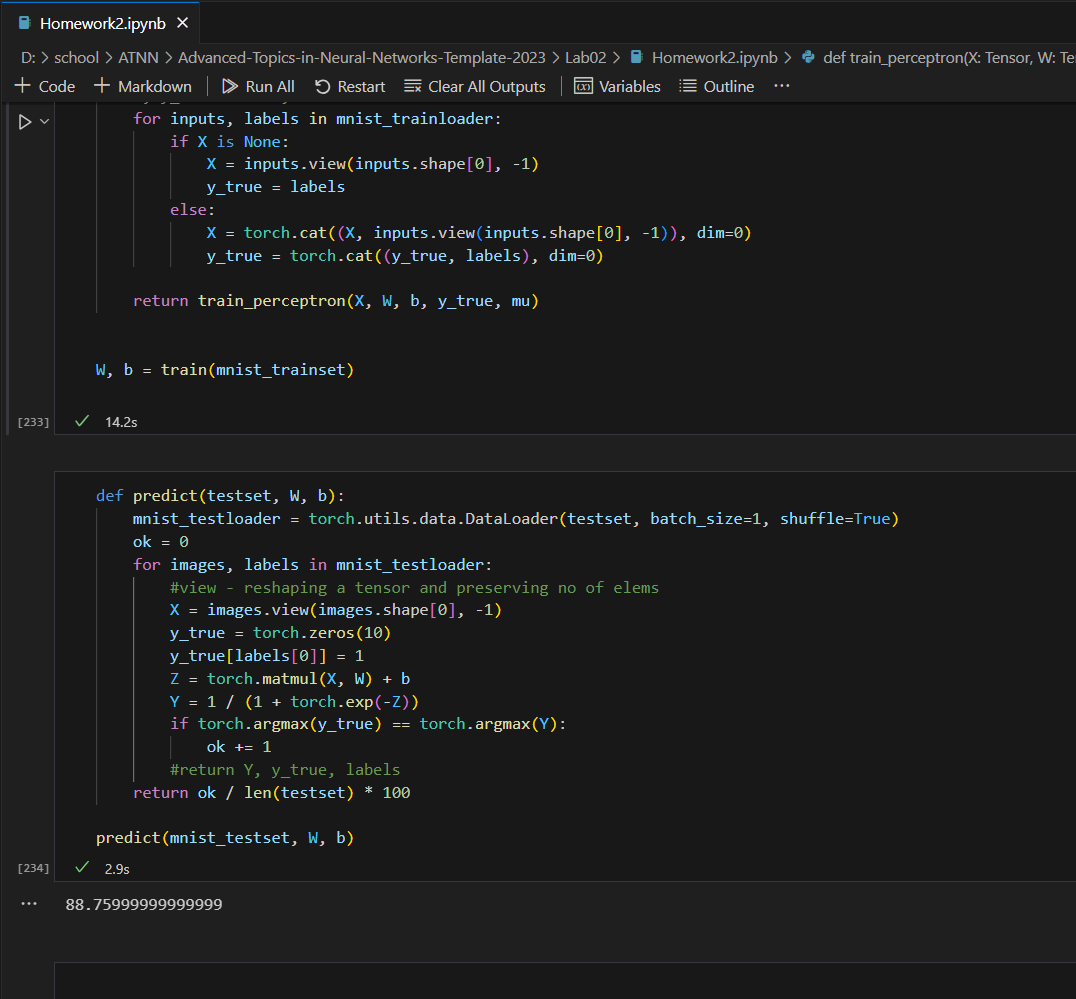 Homework2.ipynb
D: > school > ATNN > Advanced-Topics-in-Neural-Networks-Template-2023 > Lab02 > Homework2.ipynb > def train_perceptron(X: Tensor, W: Te
+ Code + Markdown | Run All Restart Clear All Outputs | Variables Outline ...
for inputs, labels in mnist_trainloader:
if X is None:
X = inputs.view(inputs.shape[0], -1)
y_true = labels
else:
X = torch.cat((X, inputs.view(inputs.shape[0], -1)), dim=0)
y_true = torch.cat((y_true, labels), dim=0)
return train_perceptron(X, W, b, y_true, mu)
W, b = train(mnist_trainset)
[233] ✓ 14.2s
def predict(testset, W, b):
mnist_testloader = torch.utils.data.DataLoader(testset, batch_size=1, shuffle=True)
ok = 0
for images, labels in mnist_testloader:
#view - reshaping a tensor and preserving no of elems
X = images.view(images.shape[0], -1)
y_true = torch.zeros(10)
y_true[labels[0]] = 1
Z = torch.matmul(X, W) + b
Y = 1 / (1 + torch.exp(-Z))
if torch.argmax(y_true) == torch.argmax(Y):
ok += 1
#return Y, y_true, labels
return ok / len(testset) * 100
predict(mnist_testset, W, b)
[234] ✓ 2.9s
... 88.75999999999999